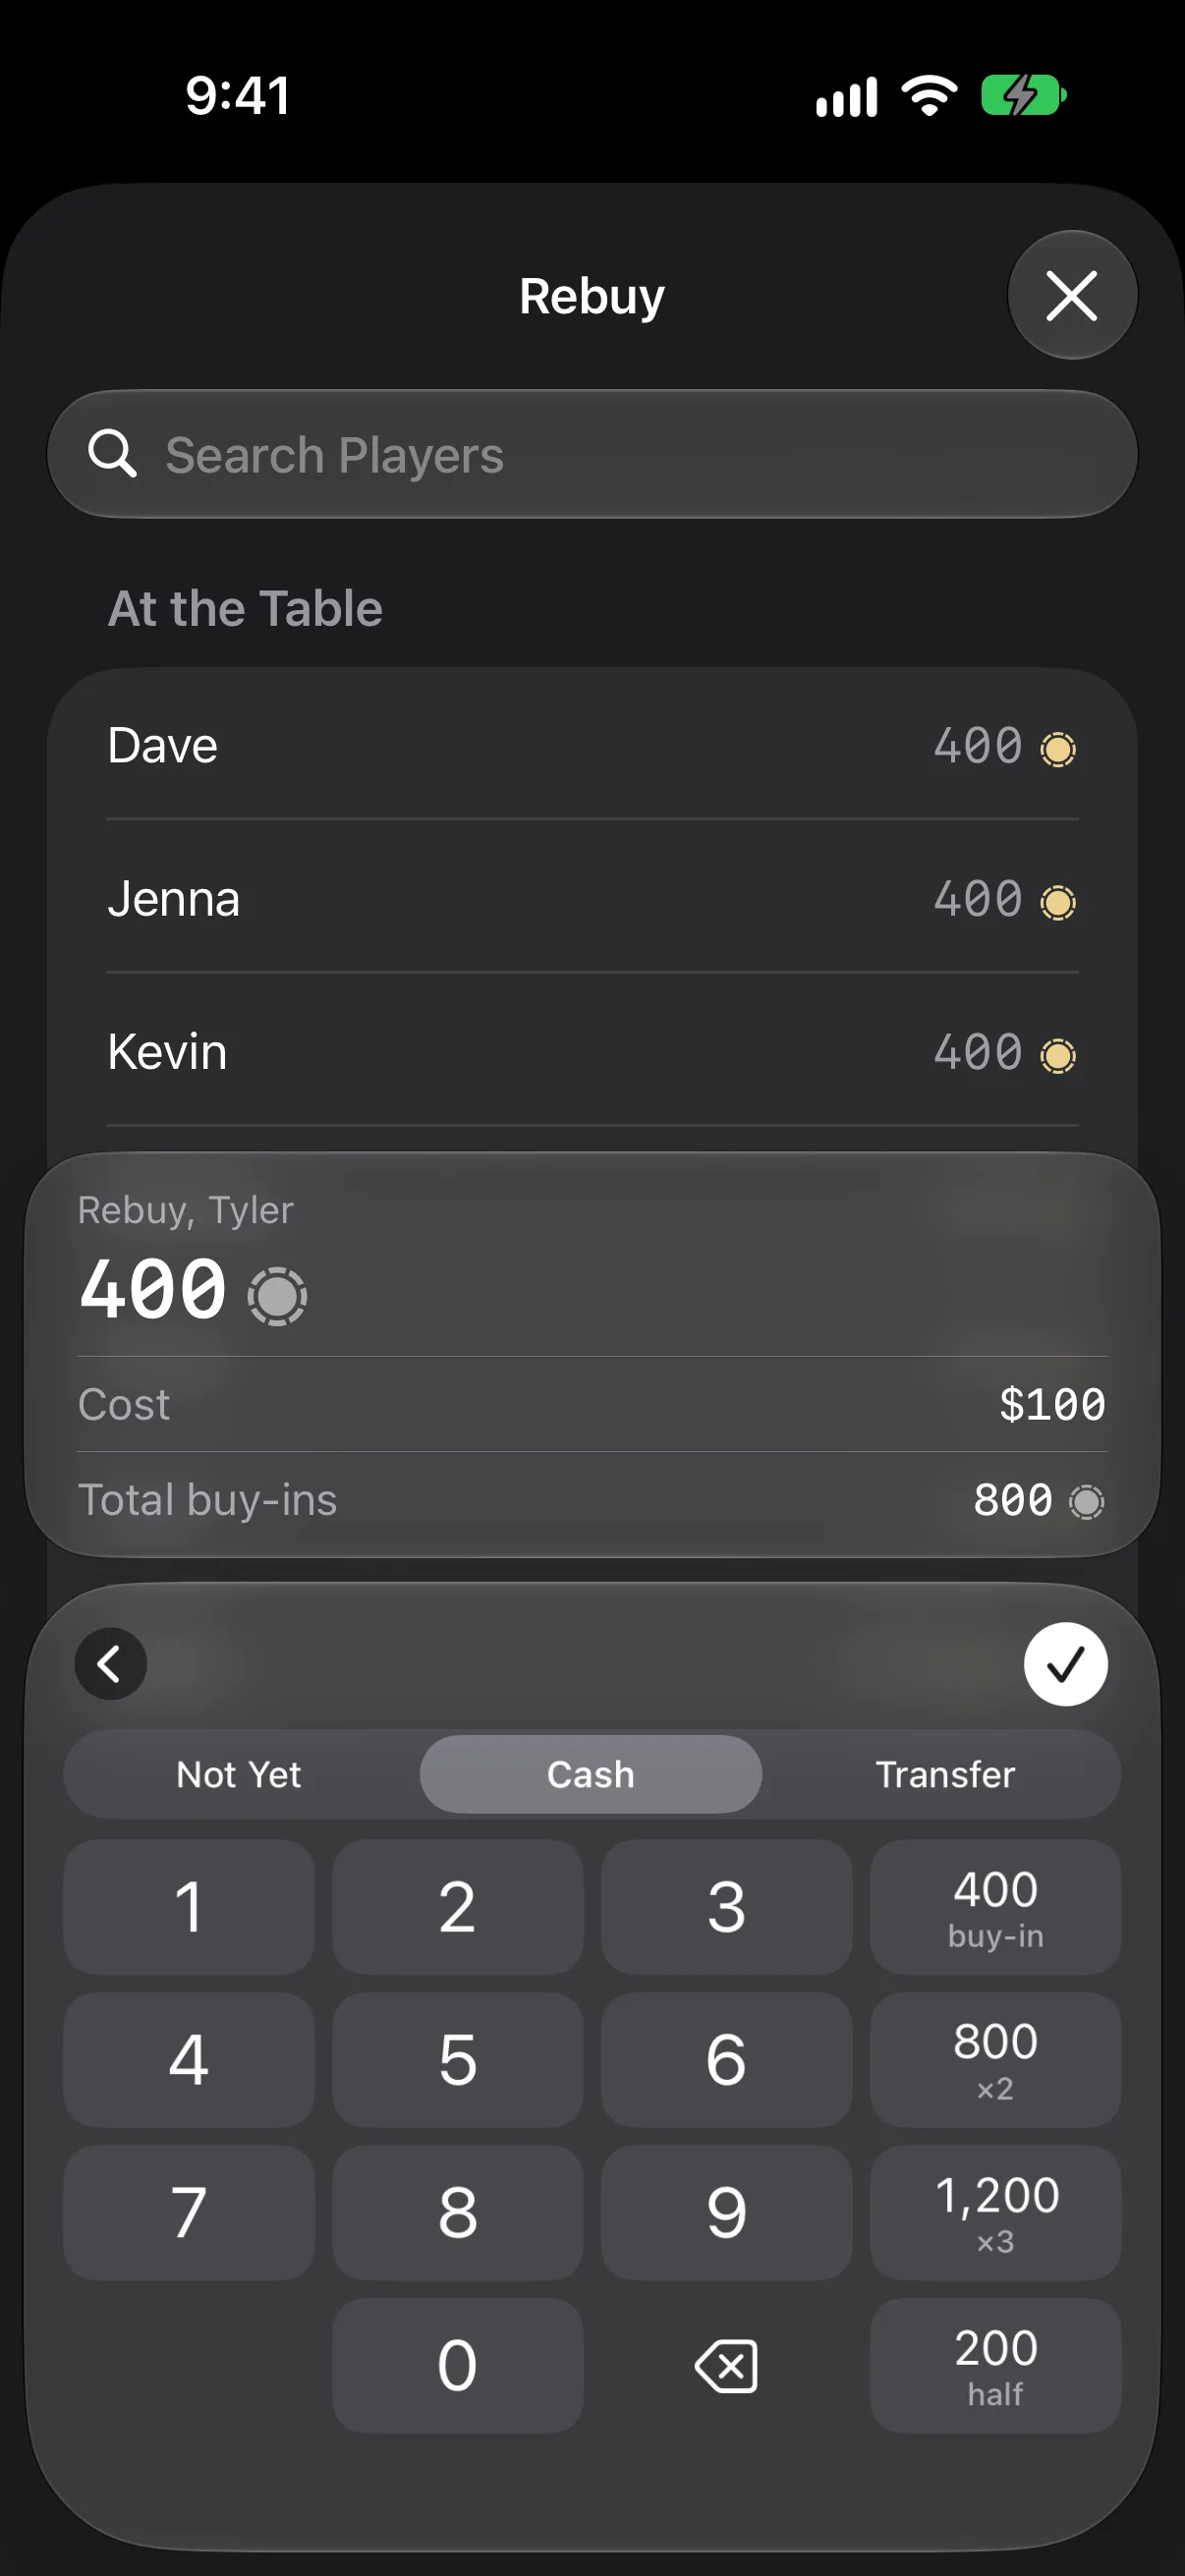 9:41
Rebuy
Search Players
At the Table
Dave 400
Jenna 400
Kevin 400
Rebuy, Tyler
400
Cost $100
Total buy-ins 800
Not Yet Cash Transfer
1 2 3 400
buy-in
4 5 6 800
×2
7 8 9 1,200
×3
0 200
half